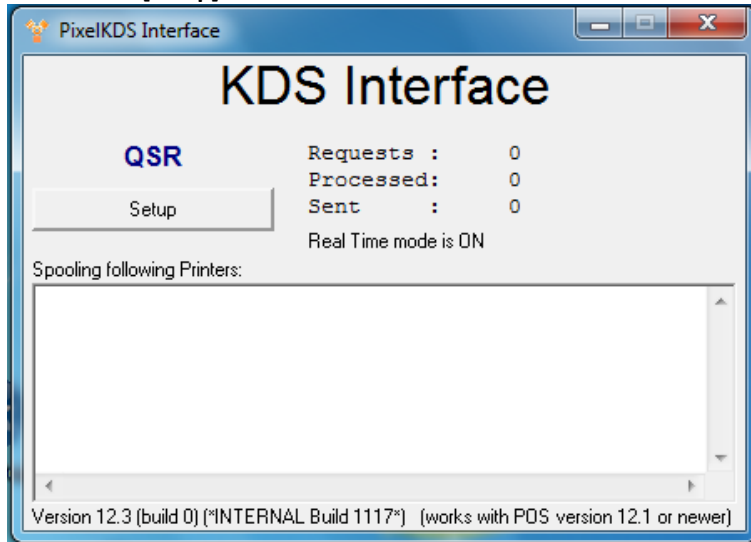 PixelKDS Interface
KDS Interface
QSR
Setup
Requests : 0
Processed: 0
Sent : 0
Real Time mode is ON
Spooling following Printers:
Version 12.3 (build 0) (*INTERNAL Build 1117*) (works with POS version 12.1 or newer)